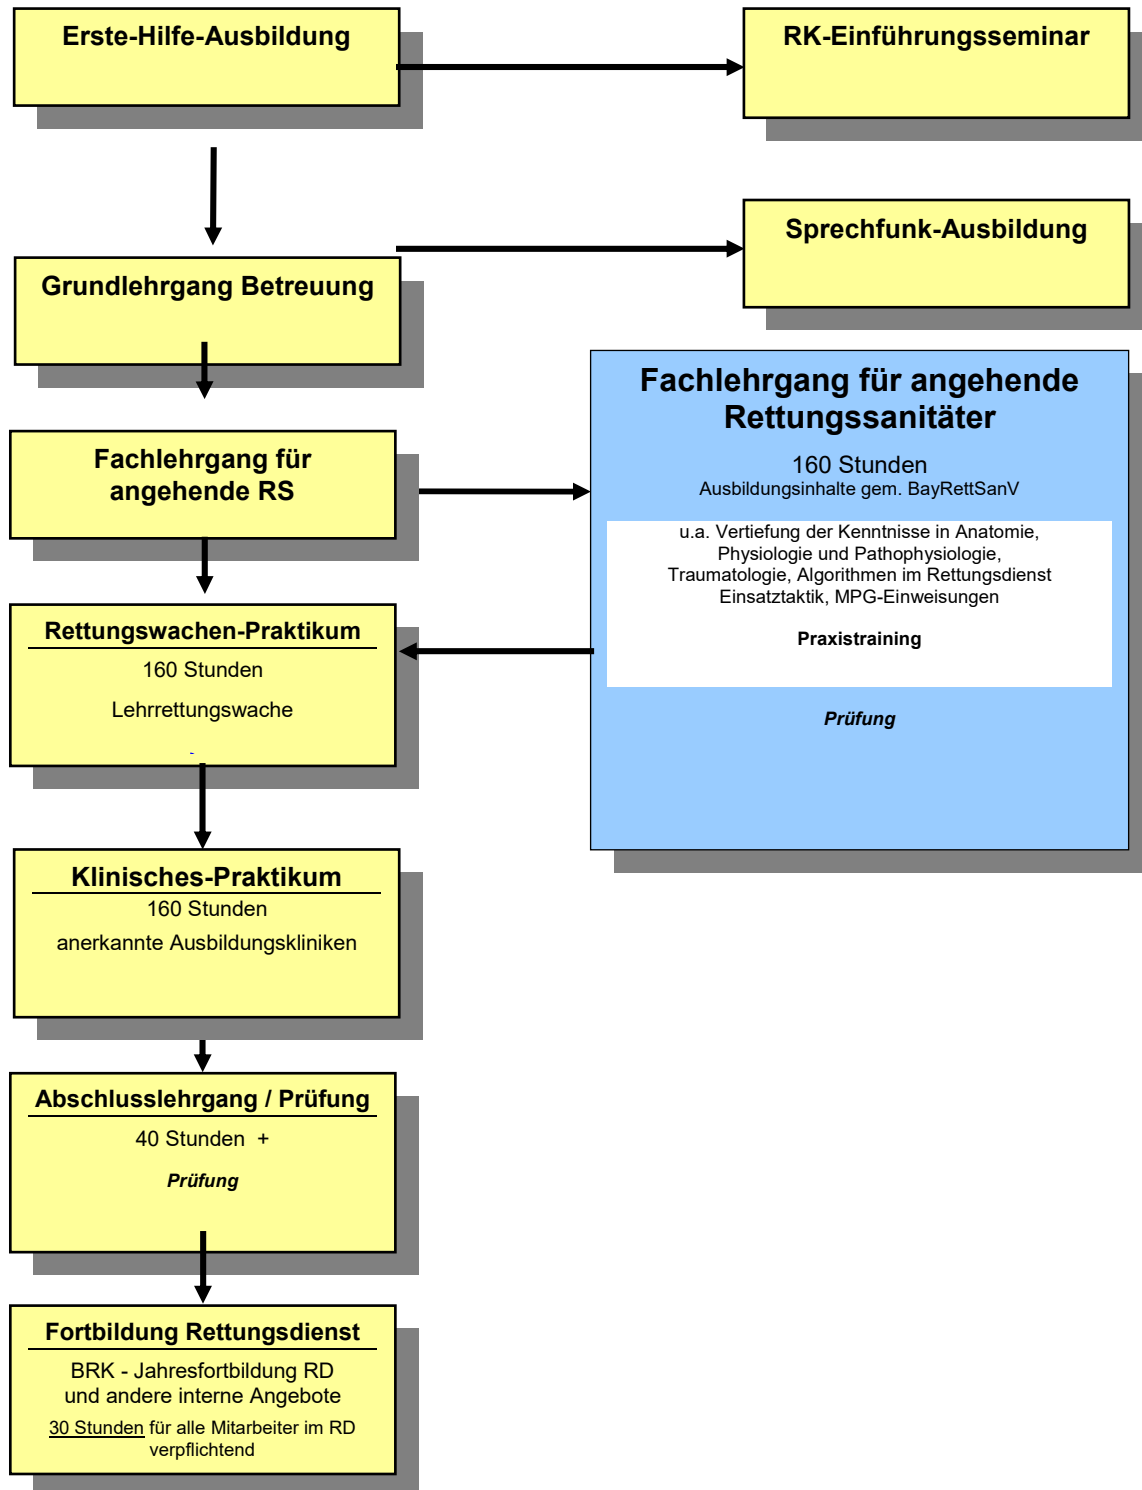 Erste-Hilfe-Ausbildung
RK-Einführungsseminar
Sprechfunk-Ausbildung
Grundlehrgang Betreuung
Fachlehrgang für
angehende RS
Fachlehrgang für angehende
Rettungssanitäter
160 Stunden
Ausbildungsinhalte gem. BayRettSanV
u.a. Vertiefung der Kenntnisse in Anatomie,
Physiologie und Pathophysiologie,
Traumatologie, Algorithmen im Rettungsdienst
Einsatztaktik, MPG-Einweisungen
Praxistraining
Prüfung
Rettungswachen-Praktikum
160 Stunden
Lehrrettungswache
-
Klinisches-Praktikum
160 Stunden
anerkannte Ausbildungskliniken
Abschlusslehrgang / Prüfung
40 Stunden +
Prüfung
Fortbildung Rettungsdienst
BRK - Jahresfortbildung RD
und andere interne Angebote
30 Stunden für alle Mitarbeiter im RD
verpflichtend